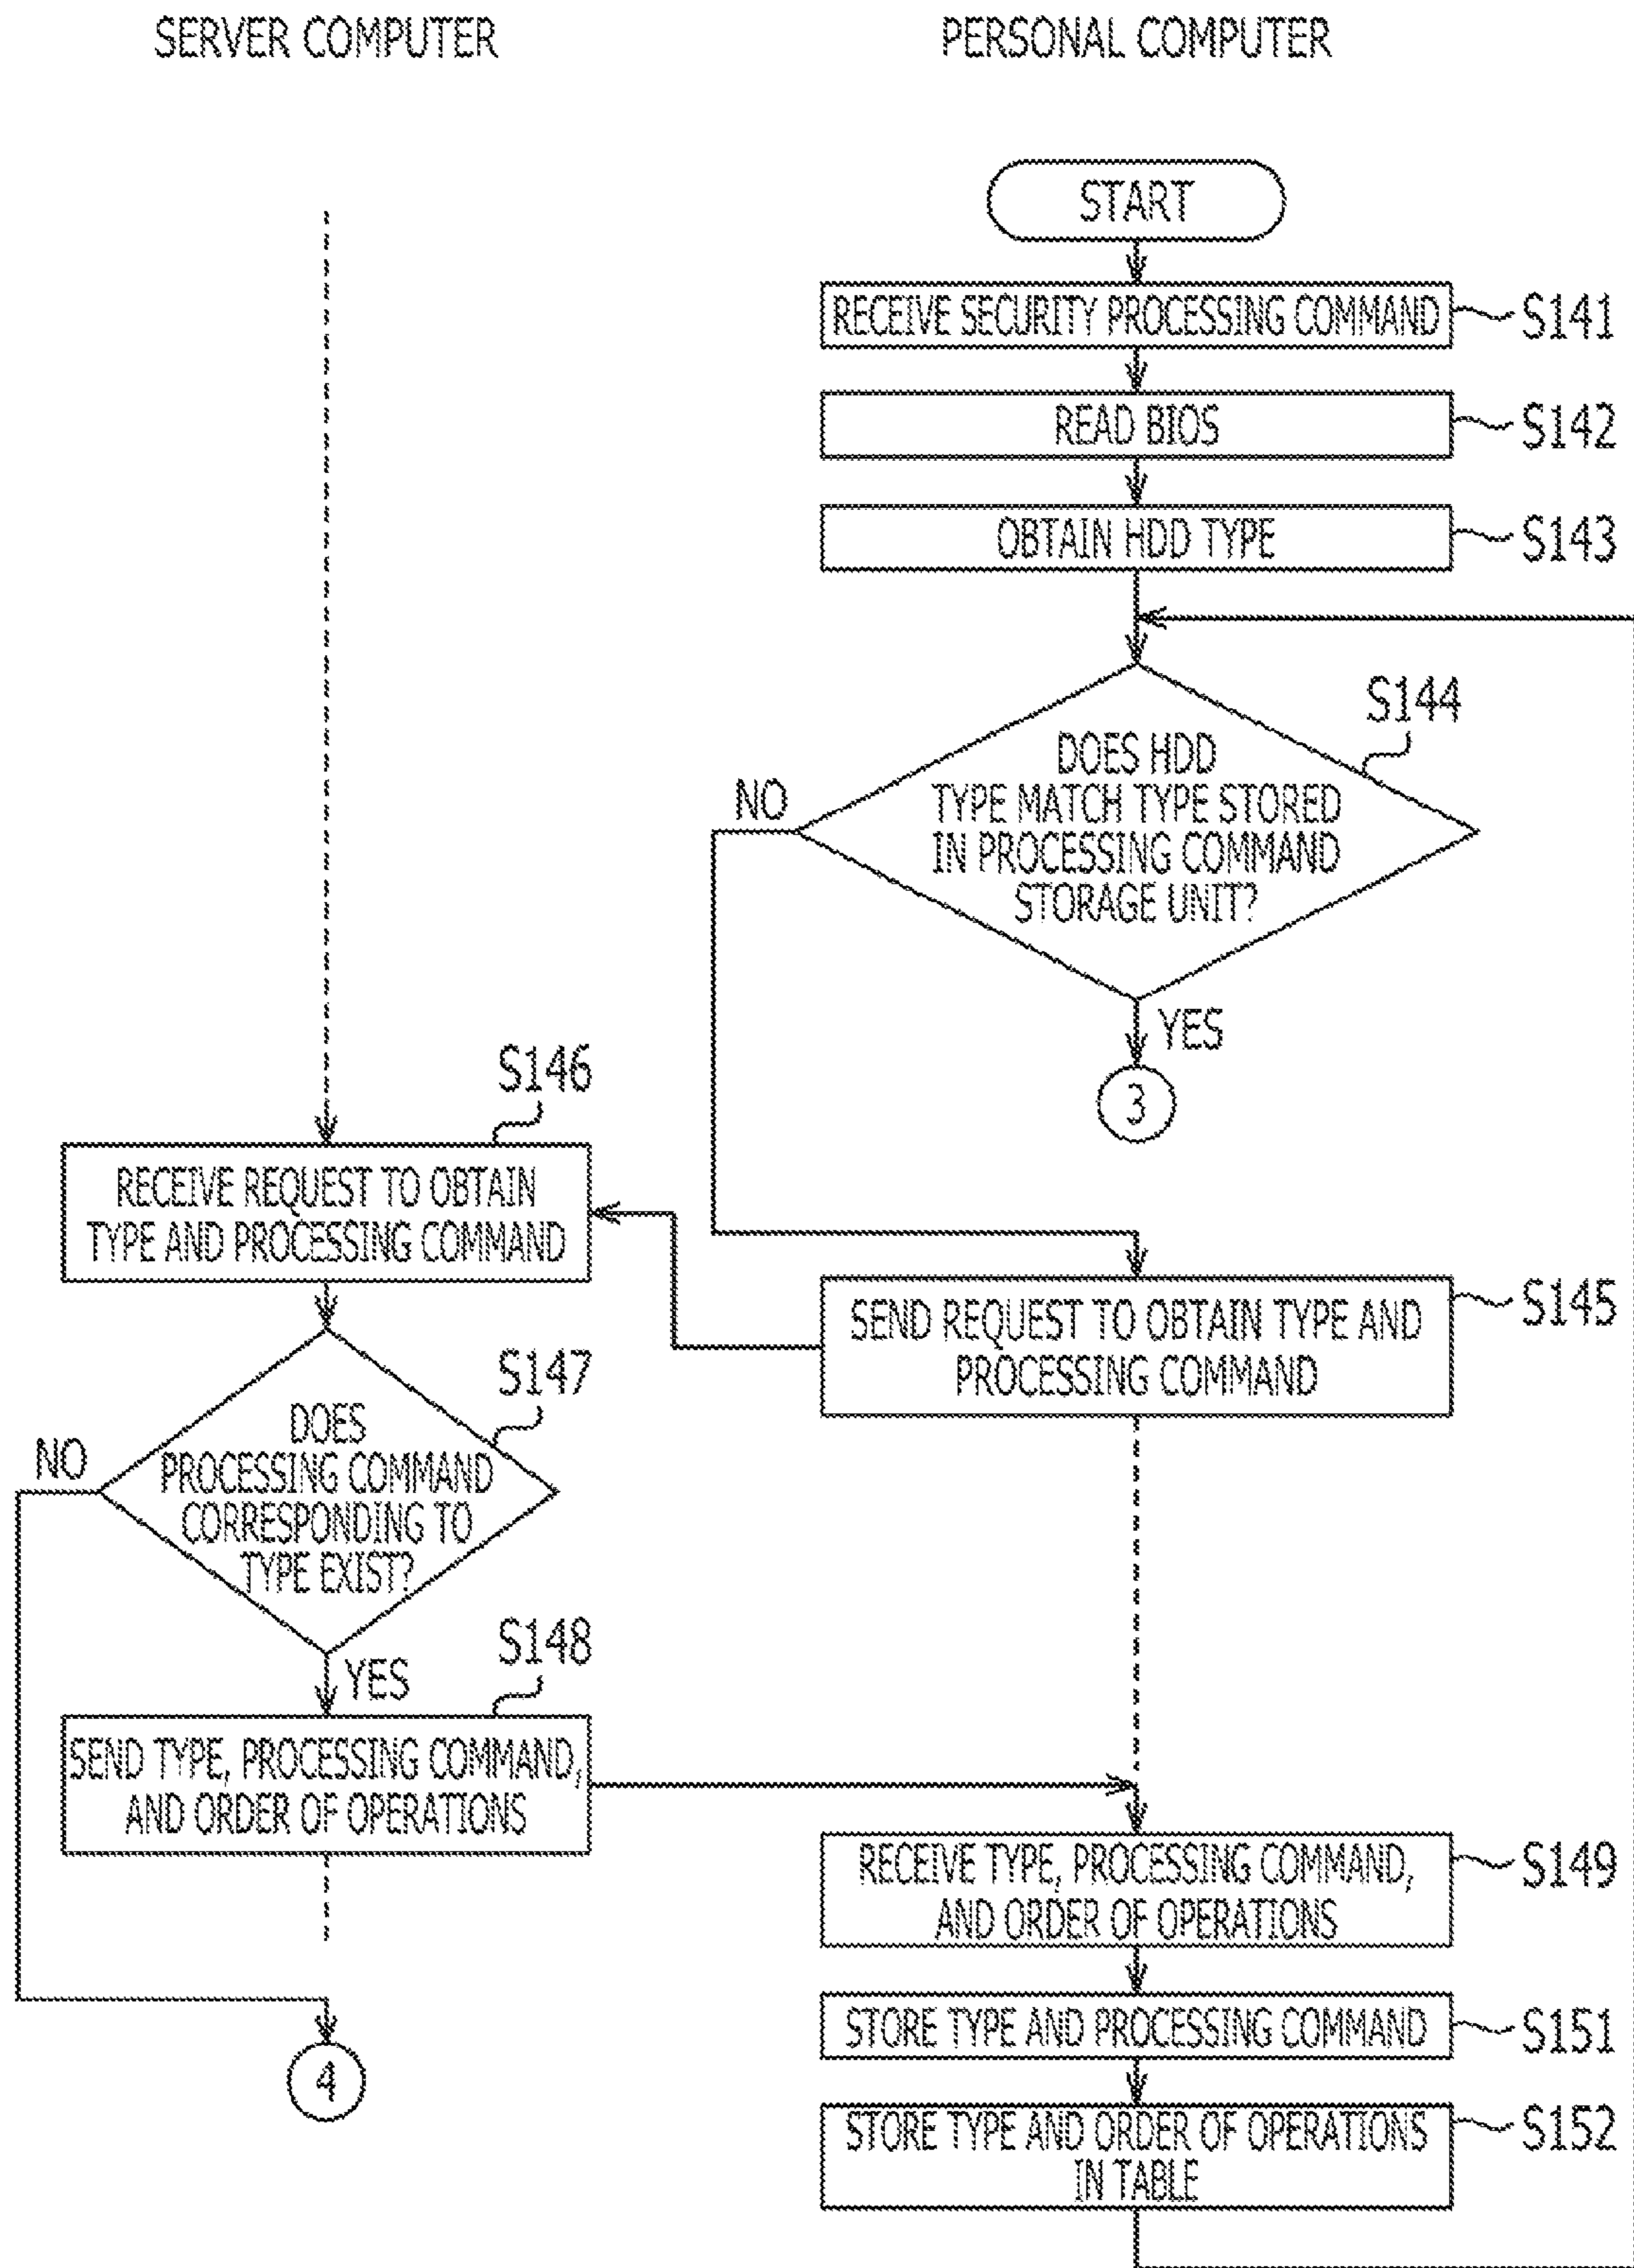 SERVER COMPUTER
PERSONAL COMPUTER
START
RECEIVE SECURITY PROCESSING COMMAND
S141
READ BIOS
S142
OBTAIN HDD TYPE
S143
S144
DOES HDD
TYPE MATCH TYPE STORED
IN PROCESSING COMMAND
STORAGE UNIT?
NO
YES
3
S146
RECEIVE REQUEST TO OBTAIN
TYPE AND PROCESSING COMMAND
SEND REQUEST TO OBTAIN TYPE AND
PROCESSING COMMAND
S145
S147
DOES
PROCESSING COMMAND
CORRESPONDING TO
TYPE EXIST?
NO
YES
S148
SEND TYPE, PROCESSING COMMAND,
AND ORDER OF OPERATIONS
RECEIVE TYPE, PROCESSING COMMAND,
AND ORDER OF OPERATIONS
S149
STORE TYPE AND PROCESSING COMMAND
S151
4
STORE TYPE AND ORDER OF OPERATIONS
IN TABLE
S152